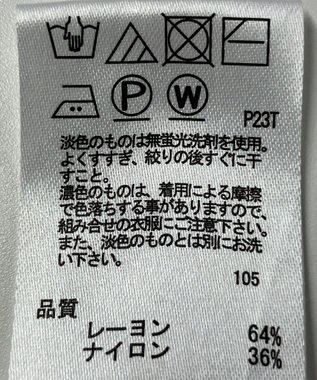 P W
P23T
淡色のものは無蛍光洗剤を使用。
よくすすぎ、絞りの後すぐに干
すこと。
濃色のものは、着用による摩擦
で色落ちする事がありますので、
組み合せの衣服にご注意下さい。
また、淡色のものとは別にお洗
い下さい。
105
品質
レーヨン 64%
ナイロン 36%